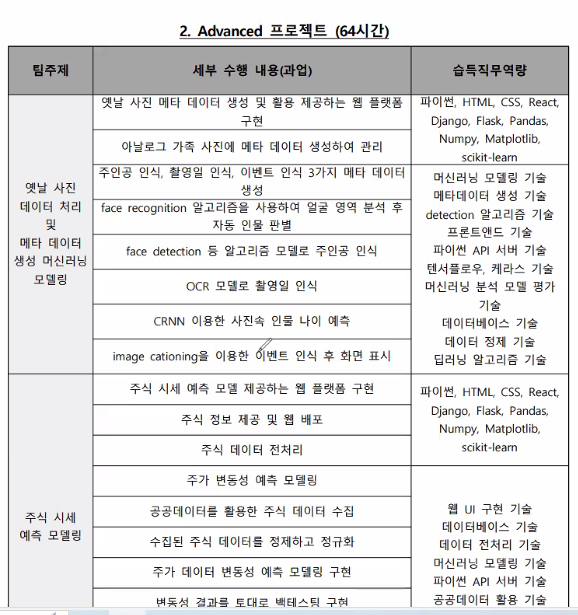 2. Advanced 프로젝트 (64시간)
팀주제
세부 수행 내용(과업)
습득직무역량
옛날 사진
데이터 처리
및
메타 데이터
생성 머신러닝
모델링
옛날 사진 메타 데이터 생성 및 활용 제공하는 웹 플랫폼
구현
아날로그 가족 사진에 메타 데이터 생성하여 관리
주인공 인식, 촬영일 인식, 이벤트 인식 3가지 메타 데이터
생성
face recognition 알고리즘을 사용하여 얼굴 영역 분석 후
자동 인물 판별
face detection 등 알고리즘 모델로 주인공 인식
OCR 모델로 촬영일 인식
CRNN 이용한 사진속 인물 나이 예측
image cationing을 이용한 이벤트 인식 후 화면 표시
파이썬, HTML, CSS, React,
Django, Flask, Pandas,
Numpy, Matplotlib,
scikit-learn
머신러닝 모델링 기술
메타데이터 생성 기술
detection 알고리즘 기술
프론트앤드 기술
파이썬 API 서버 기술
텐서플로우, 케라스 기술
머신러닝 분석 모델 평가
기술
데이터베이스 기술
데이터 정제 기술
딥러닝 알고리즘 기술
주식 시세
예측 모델링
주식 시세 예측 모델 제공하는 웹 플랫폼 구현
주식 정보 제공 및 웹 배포
주식 데이터 전처리
주가 변동성 예측 모델링
공공데이터를 활용한 주식 데이터 수집
수집된 주식 데이터를 정제하고 정규화
주가 데이터 변동성 예측 모델링 구현
변동성 결과를 토대로 백테스팅 구현
파이썬, HTML, CSS, React,
Django, Flask, Pandas,
Numpy, Matplotlib,
scikit-learn
웹 UI 구현 기술
데이터베이스 기술
데이터 전처리 기술
머신러닝 모델링 기술
파이썬 API 서버 기술
공공데이터 활용 기술